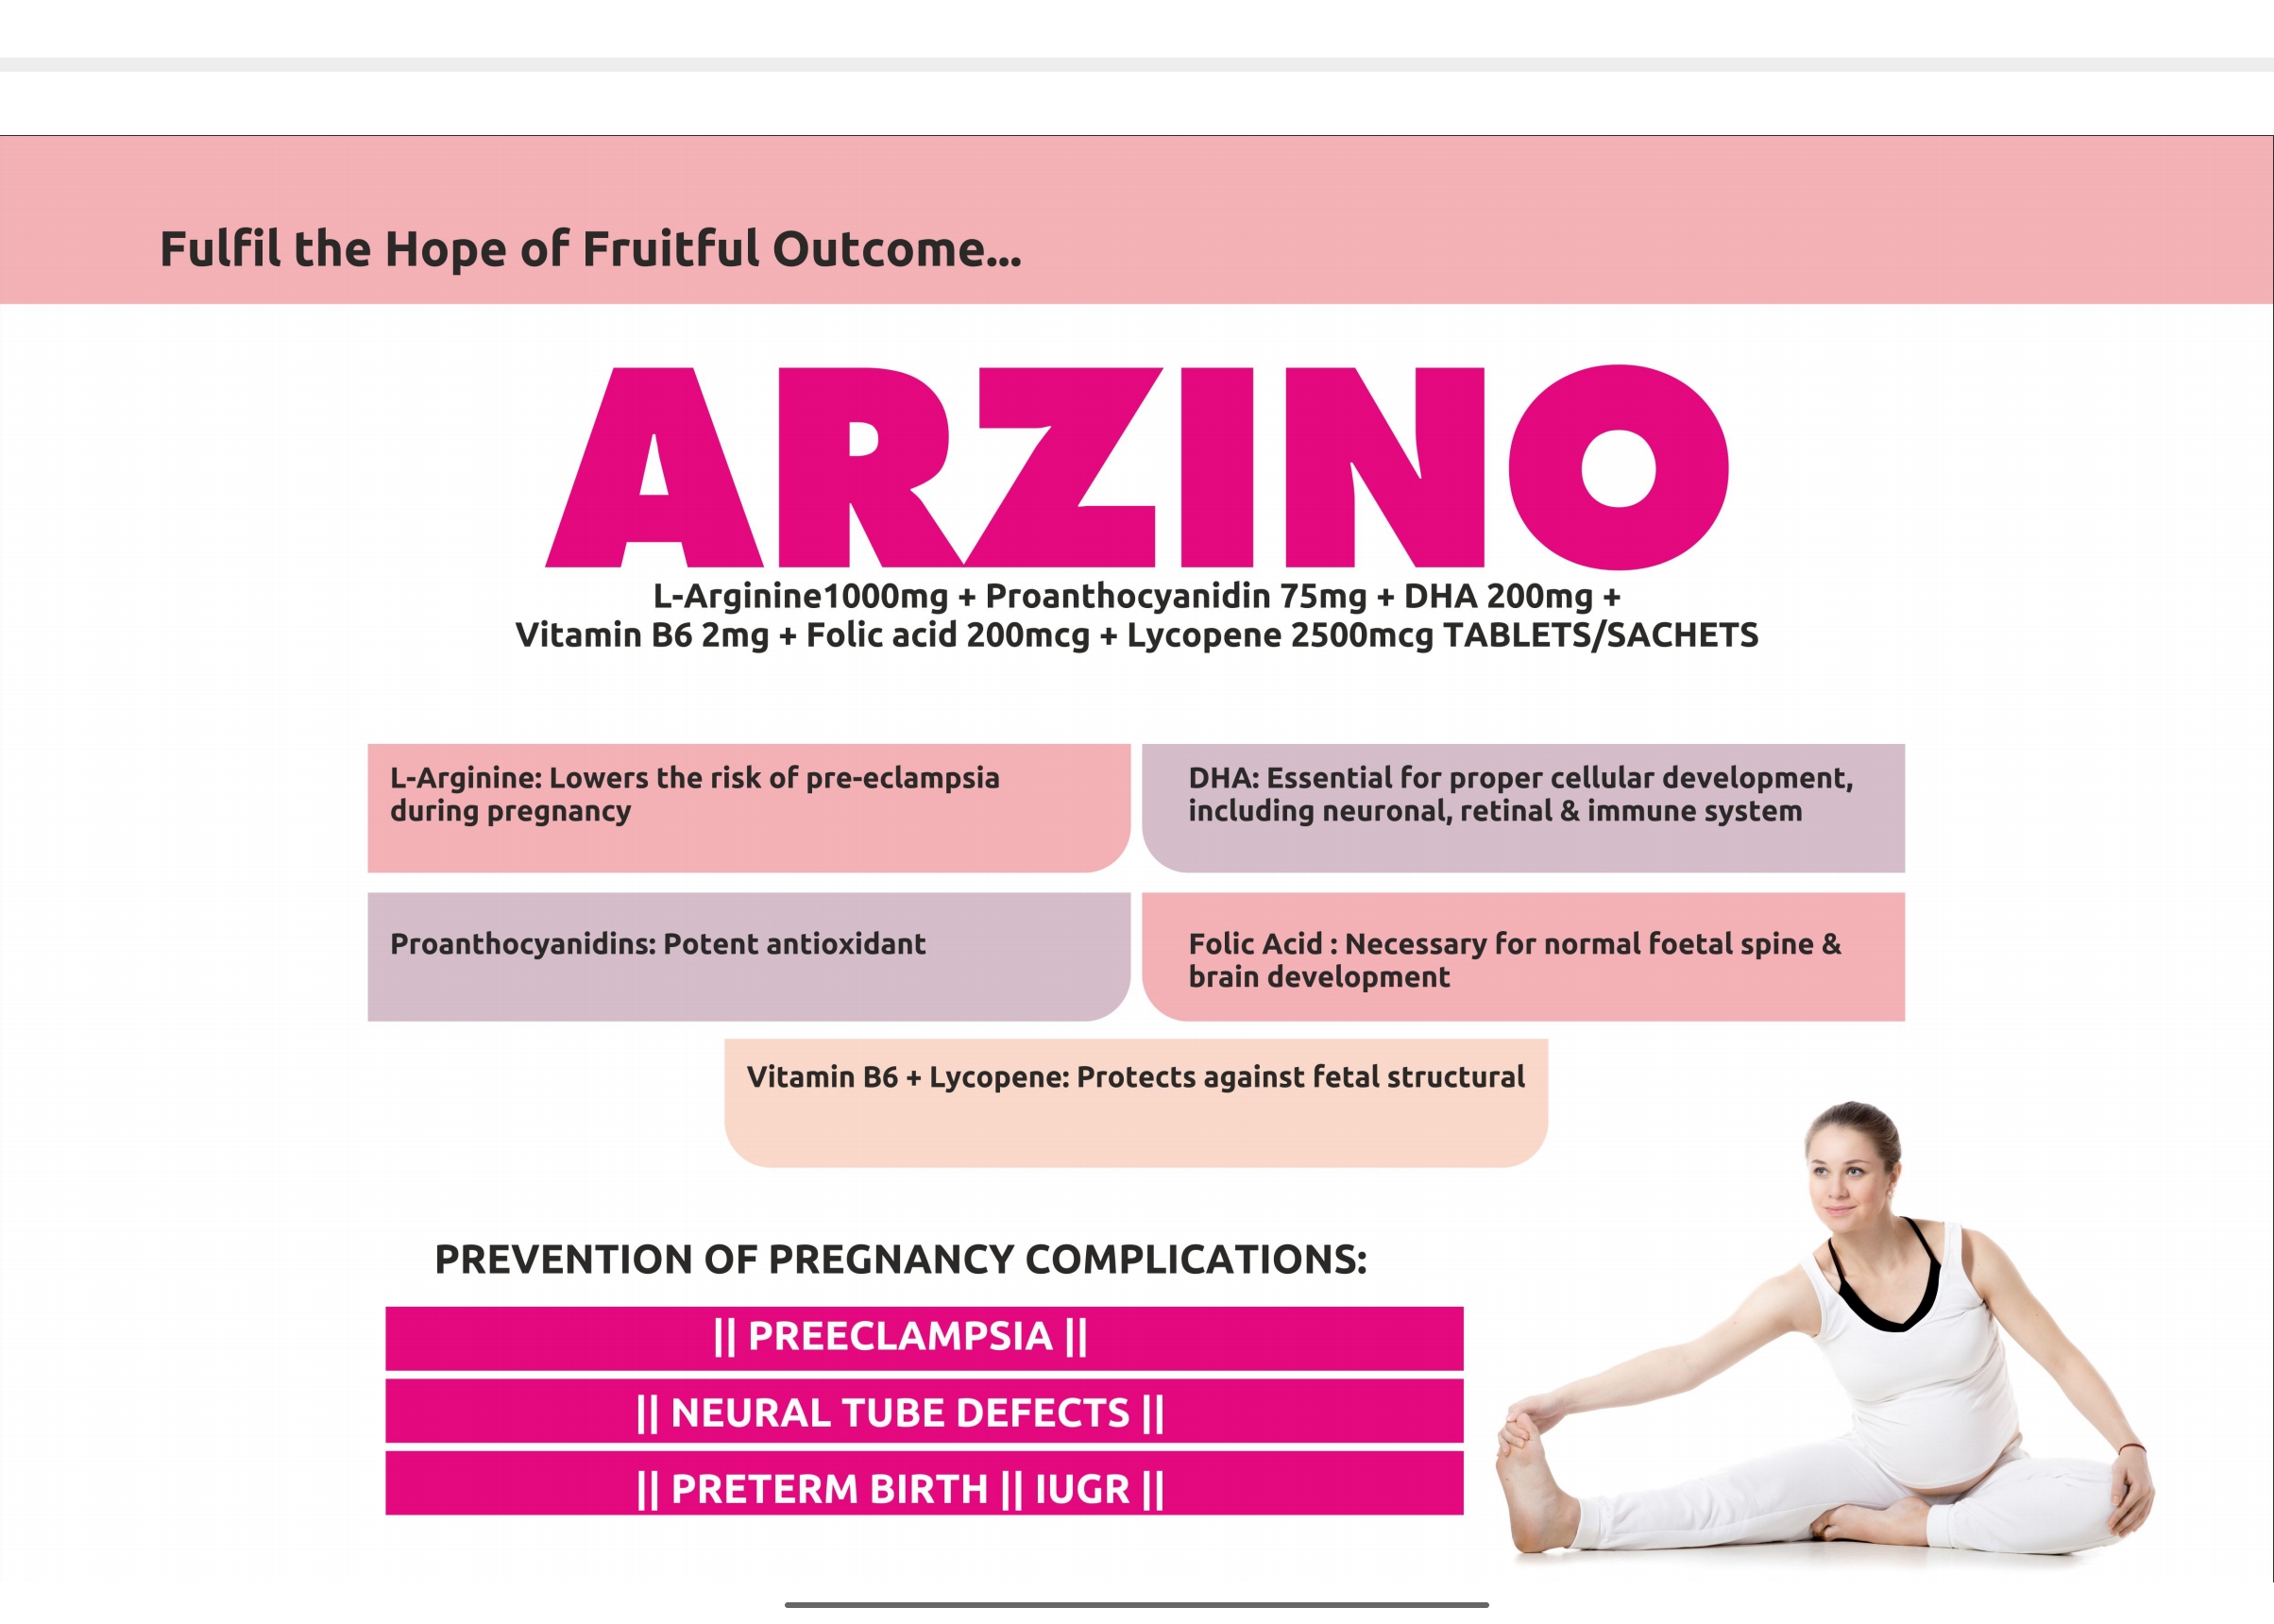 Fulfil the Hope of Fruitful Outcome...
ARZINO
L-Arginine1000mg + Proanthocyanidin 75mg + DHA 200mg +
Vitamin B6 2mg + Folic acid 200mcg + Lycopene 2500mcg TABLETS/SACHETS
L-Arginine: Lowers the risk of pre-eclampsia
during pregnancy
DHA: Essential for proper cellular development,
including neuronal, retinal & immune system
Proanthocyanidins: Potent antioxidant
Folic Acid : Necessary for normal foetal spine &
brain development
Vitamin B6 + Lycopene: Protects against fetal structural
PREVENTION OF PREGNANCY COMPLICATIONS:
|| PREECLAMPSIA ||
|| NEURAL TUBE DEFECTS ||
|| PRETERM BIRTH || IUGR ||